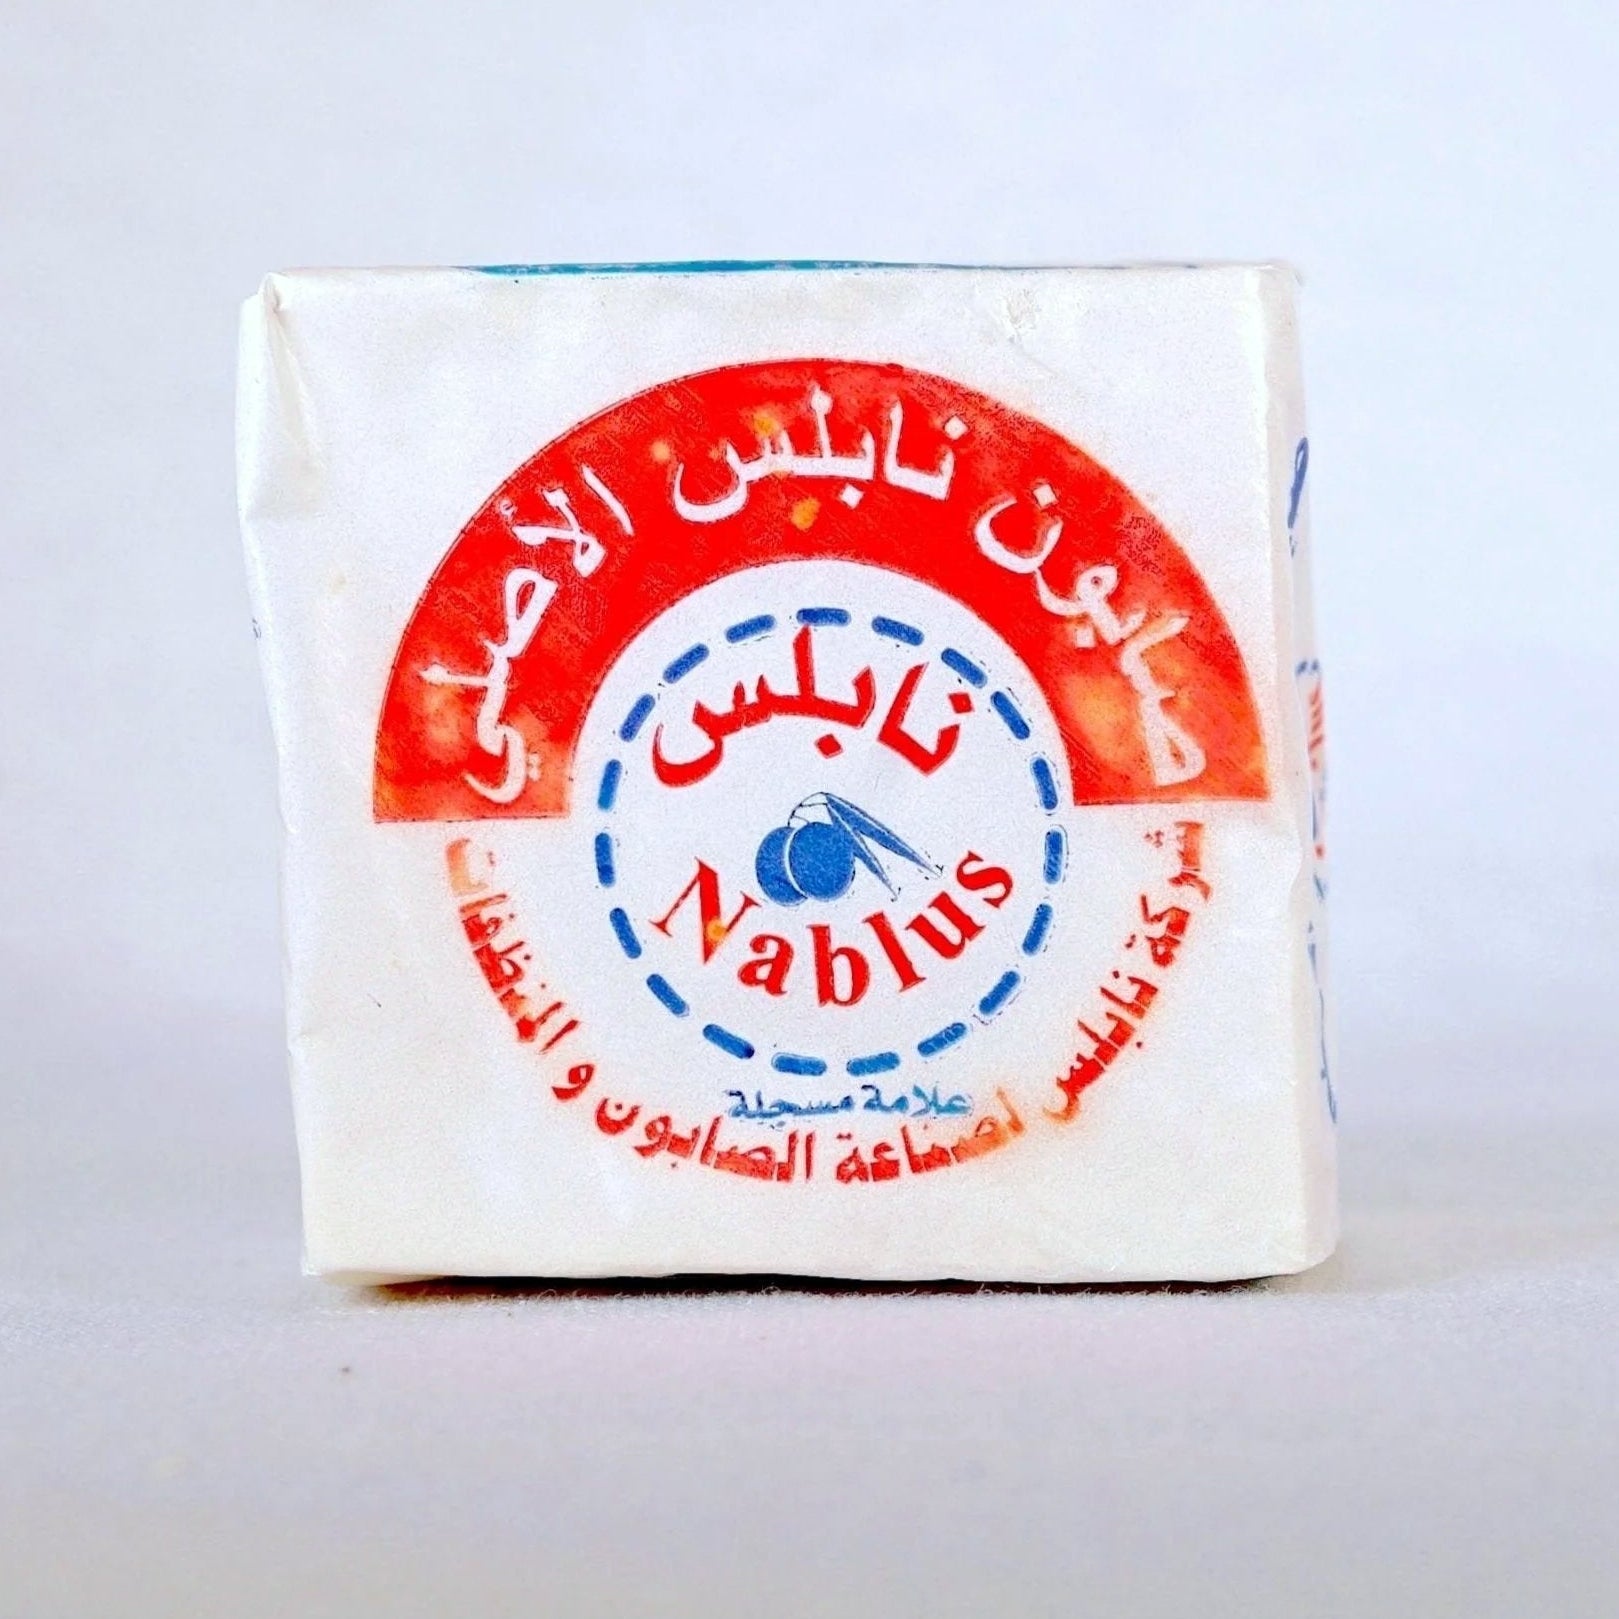 صابون نابلس الأصلي
نابلس
Nablus
علامة مسجلة
شركة نابلس لصناعة الصابون و المنظفات